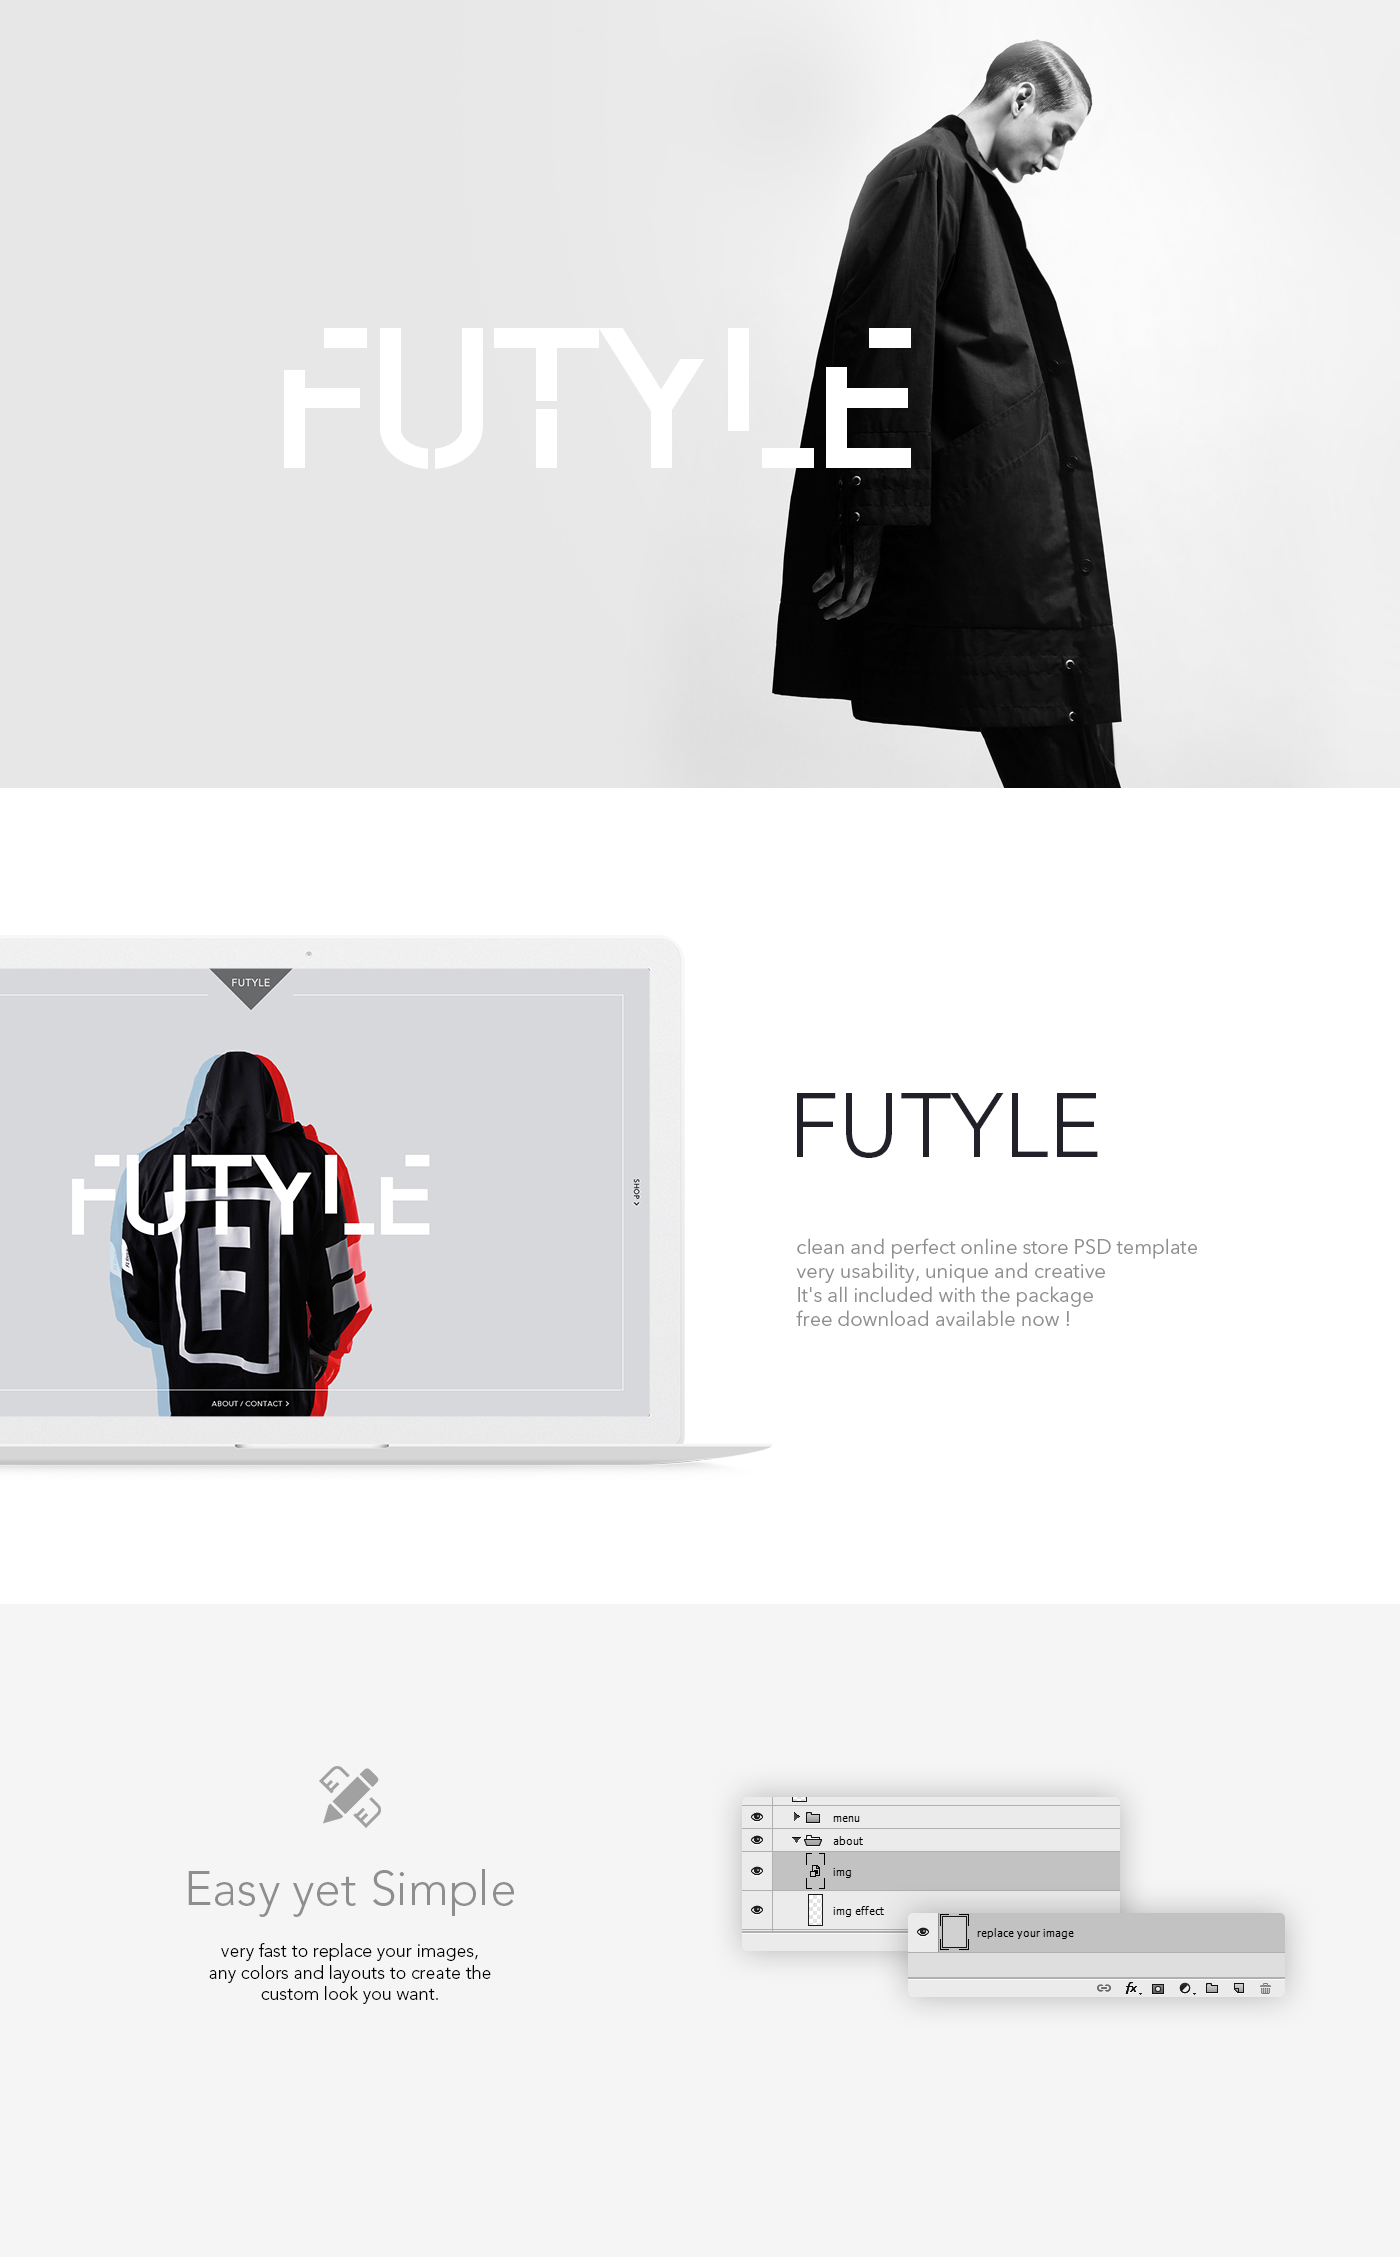 FUTYLE
FUTYLE
FUTYLE
F
SHOP >
ABOUT / CONTACT >
FUTYLE
clean and perfect online store PSD template
very usability, unique and creative
It's all included with the package
free download available now !
Easy yet Simple
very fast to replace your images,
any colors and layouts to create the
custom look you want.
menu
about
img
img effect
replace your image
fx